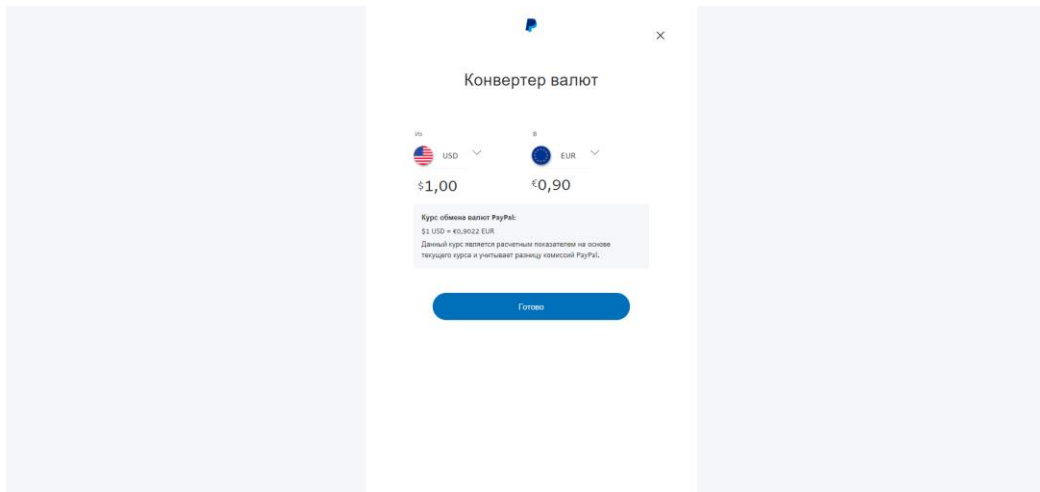 Конвертер валют
Из
В
USD
EUR
$1,00
€0,90
Курс обмена валют PayPal:
$1 USD = €0,9022 EUR
Данный курс является расчетным показателем на основе
текущего курса и учитывает разницу комиссий PayPal.
Готово